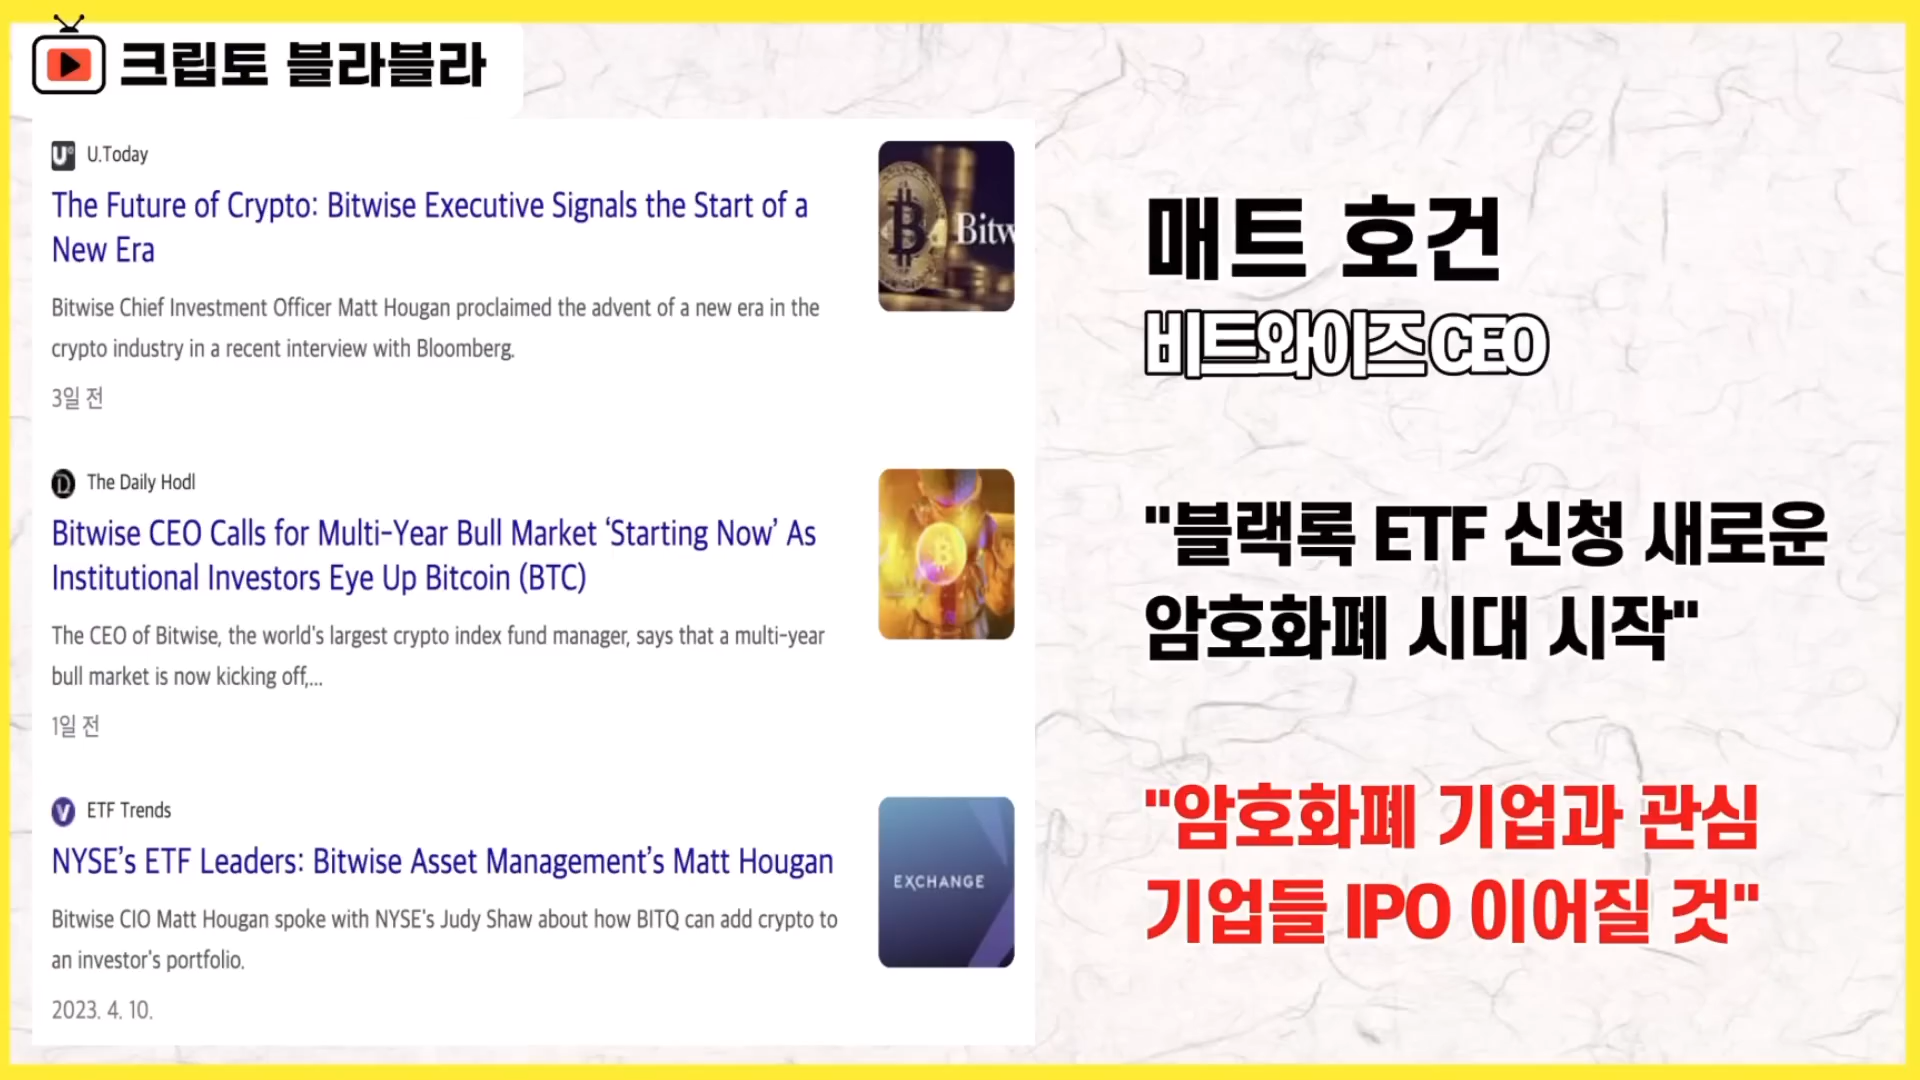 크립토 블라블라
U.Today
The Future of Crypto: Bitwise Executive Signals the Start of a
New Era
Bitwise Chief Investment Officer Matt Hougan proclaimed the advent of a new era in the
crypto industry in a recent interview with Bloomberg.
3일 전
Bitw
The Daily Hodl
Bitwise CEO Calls for Multi-Year Bull Market ‘Starting Now’ As
Institutional Investors Eye Up Bitcoin (BTC)
The CEO of Bitwise, the world's largest crypto index fund manager, says that a multi-year
bull market is now kicking off,...
1일 전
ETF Trends
NYSE’s ETF Leaders: Bitwise Asset Management’s Matt Hougan
Bitwise CIO Matt Hougan spoke with NYSE's Judy Shaw about how BITQ can add crypto to
an investor's portfolio.
2023. 4. 10.
EXCHANGE
매트 호건
비트와이즈 CEO
"블랙록 ETF 신청 새로운
암호화폐 시대 시작"
"암호화폐 기업과 관심
기업들 IPO 이어질 것"